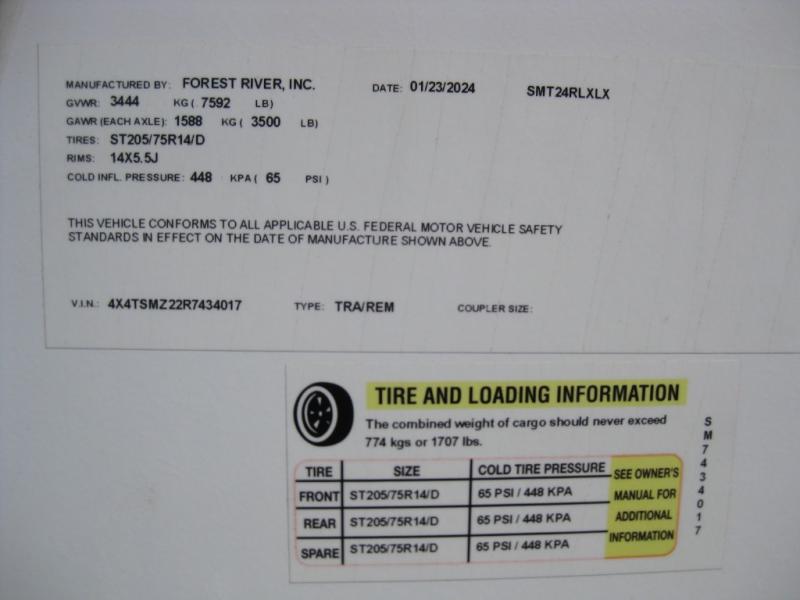 MANUFACTURED BY: FOREST RIVER, INC. DATE: 01/23/2024 SMT24RLXLX
GVWR: 3444 KG ( 7592 LB)
GAWR (EACH AXLE): 1588 KG ( 3500 LB)
TIRES: ST205/75R14/D
RIMS: 14X5.5J
COLD INFL. PRESSURE: 448 KPA ( 65 PSI )
THIS VEHICLE CONFORMS TO ALL APPLICABLE U.S. FEDERAL MOTOR VEHICLE SAFETY
STANDARDS IN EFFECT ON THE DATE OF MANUFACTURE SHOWN ABOVE.
V.I.N.: 4X4TSMZ22R7434017 TYPE: TRA/REM COUPLER SIZE:
TIRE AND LOADING INFORMATION
The combined weight of cargo should never exceed
774 kgs or 1707 lbs.
TIRE SIZE COLD TIRE PRESSURE
FRONT ST205/75R14/D 65 PSI / 448 KPA
REAR ST205/75R14/D 65 PSI / 448 KPA
SPARE ST205/75R14/D 65 PSI / 448 KPA
SEE OWNER'S
MANUAL FOR
ADDITIONAL
INFORMATION
SM7434017